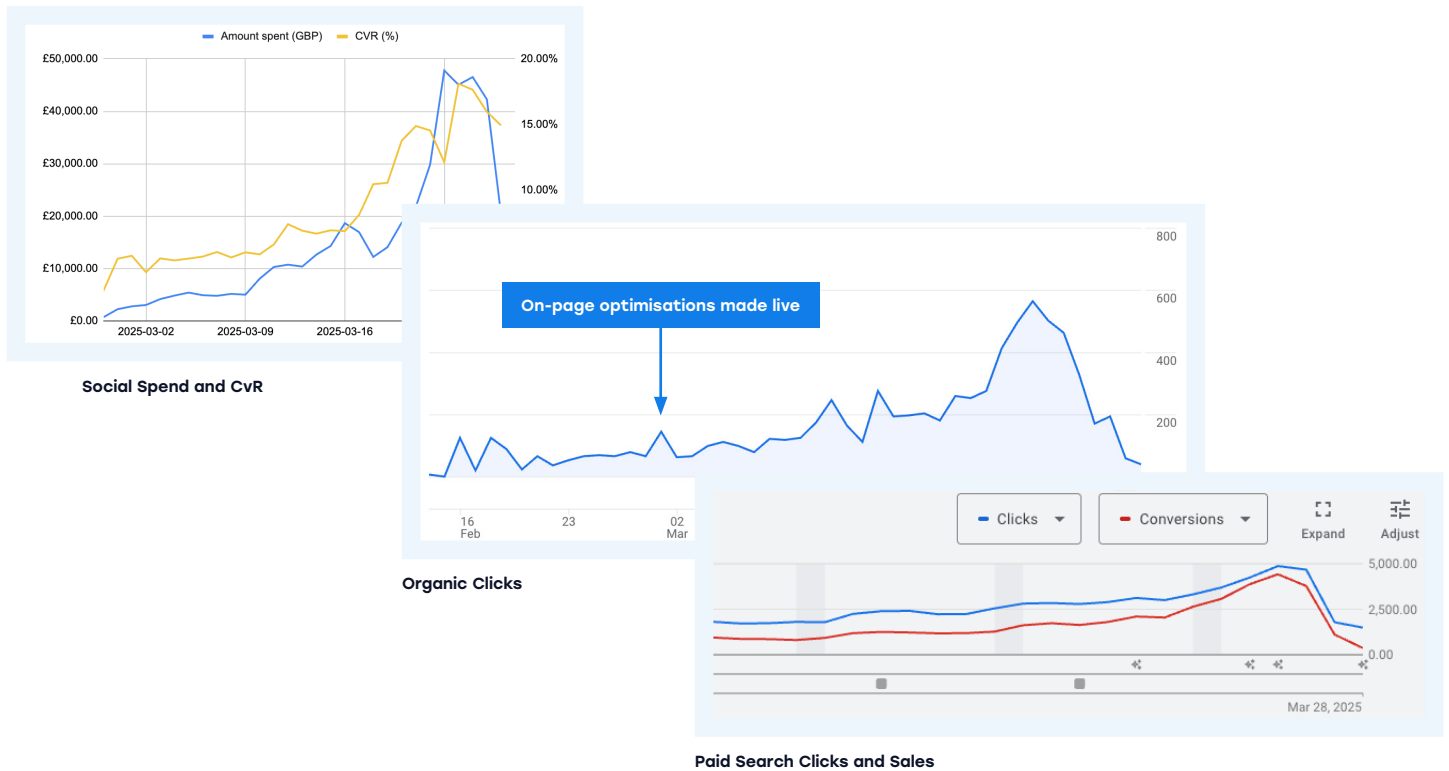 Amount spent (GBP) CVR (%)
£50,000.00 20.00%
£40,000.00
15.00%
£30,000.00
10.00%
£20,000.00
£10,000.00
£0.00
2025-03-02 2025-03-09 2025-03-16
Social Spend and CvR
800
On-page optimisations made live
600
400
200
16 23 02
Feb Mar
Organic Clicks
Clicks Conversions Expand Adjust
5,000.00
2,500.00
0.00
Mar 28, 2025
Paid Search Clicks and Sales